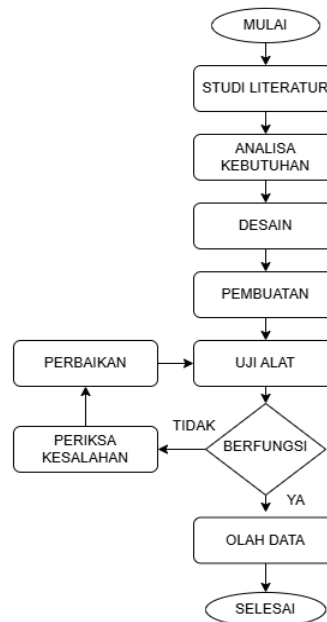 MULAI
STUDI LITERATUR
ANALISA
KEBUTUHAN
DESAIN
PEMBUATAN
PERBAIKAN
UJI ALAT
TIDAK
PERIKSA
KESALAHAN
BERFUNGSI
YA
OLAH DATA
SELESAI